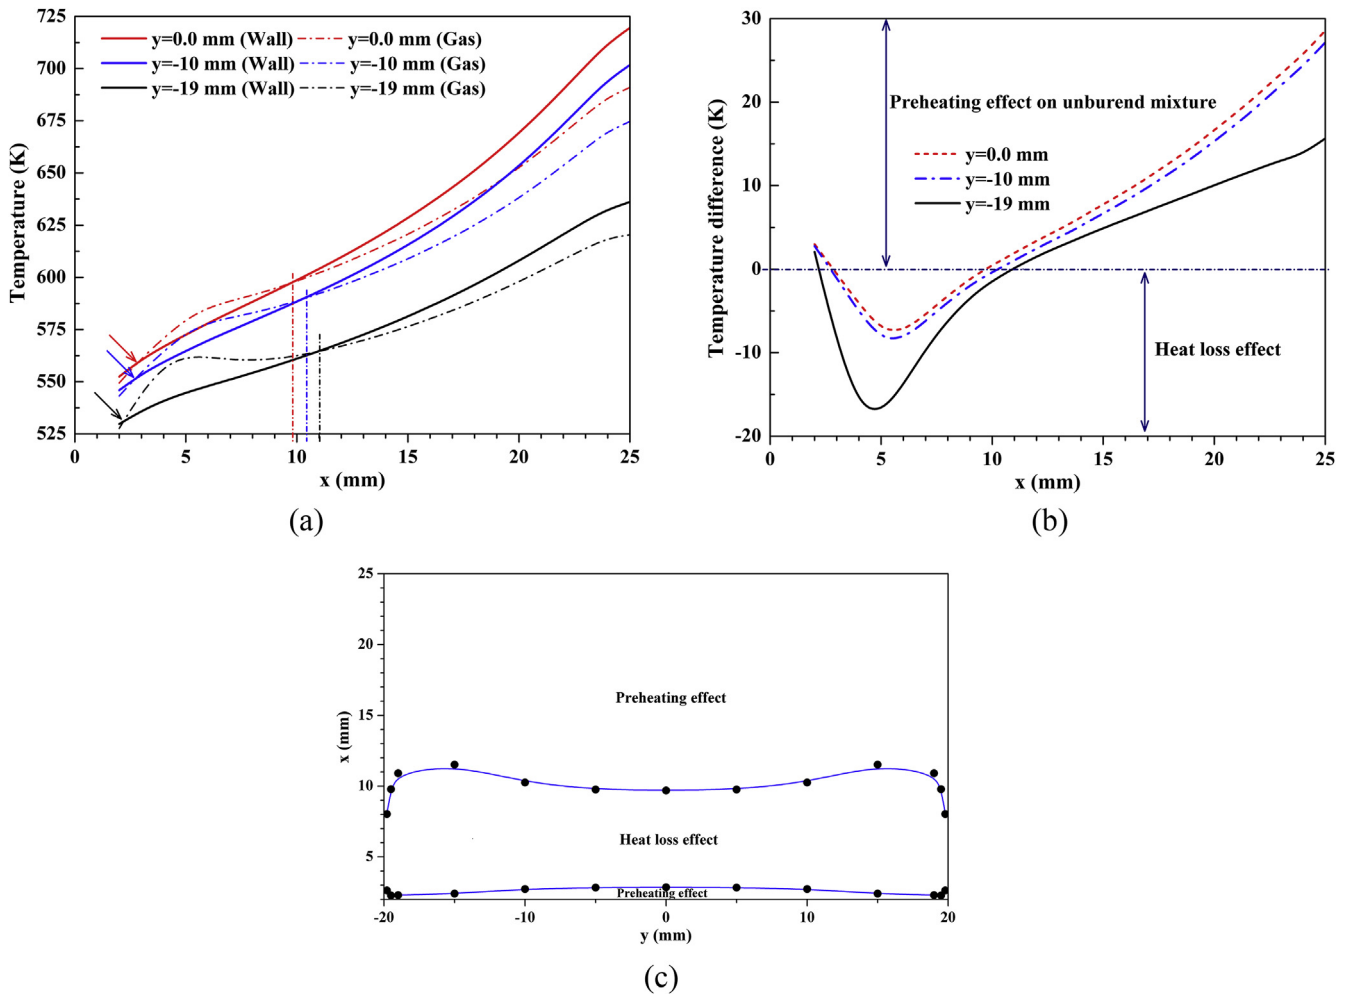 725
700
675
650
625
600
575
550
525
Temperature (K)
y=0.0 mm (Wall) y=0.0 mm (Gas)
y=-10 mm (Wall) y=-10 mm (Gas)
y=-19 mm (Wall) y=-19 mm (Gas)
0 5 10 15 20 25
x (mm)
(a)
30
20
10
0
-10
-20
Temperature difference (K)
Preheating effect on unburend mixture
y=0.0 mm
y=-10 mm
y=-19 mm
Heat loss effect
0 5 10 15 20 25
x (mm)
(b)
25
20
15
10
5
x (mm)
Preheating effect
Heat loss effect
Preheating effect
-20 -10 0 10 20
y (mm)
(c)